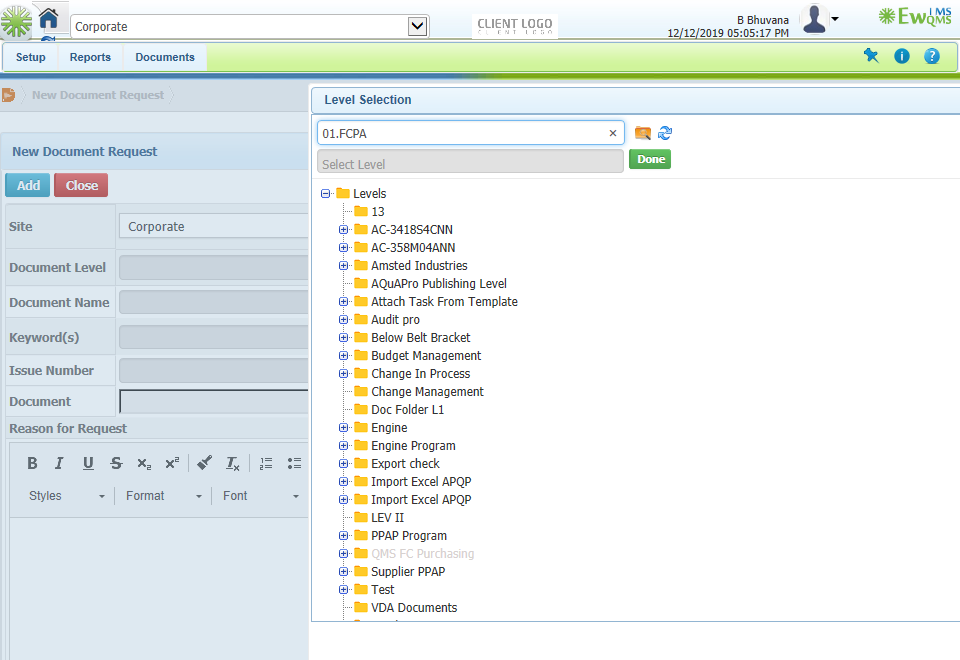 Corporate
CLIENT LOGO
B Bhuvana
12/12/2019 05:05:17 PM
EwQMS iMS
Setup Reports Documents
New Document Request
Level Selection
01.FCPA
Select Level
Done
New Document Request
Add Close
Site Corporate
Document Level
Document Name
Keyword(s)
Issue Number
Document
Reason for Request
Styles Format Font
Levels
13
AC-3418S4CNN
AC-358M04ANN
Amsted Industries
AQuAPro Publishing Level
Attach Task From Template
Audit pro
Below Belt Bracket
Budget Management
Change In Process
Change Management
Doc Folder L1
Engine
Engine Program
Export check
Import Excel APQP
Import Excel APQP
LEV II
PPAP Program
QMS FC Purchasing
Supplier PPAP
Test
VDA Documents